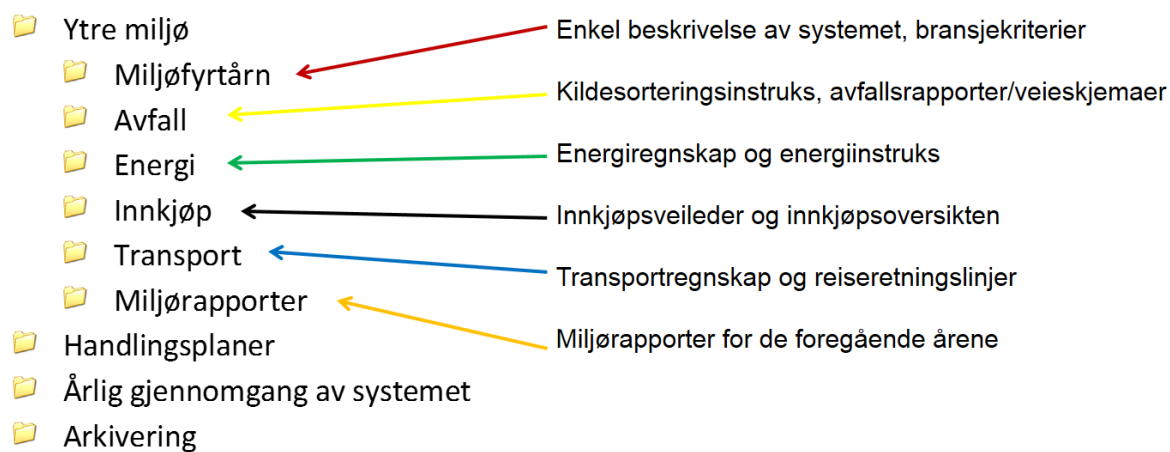 Ytre miljø
Miljøfyrtårn
Avfall
Energi
Innkjøp
Transport
Miljørapporter
Handlingsplaner
Årlig gjennomgang av systemet
Arkivering
Enkel beskrivelse av systemet, bransjekriterier
Kildesorteringsinstruks, avfallsrapporter/veieskjemaer
Energiregnskap og energiinstruks
Innkjøpsveileder og innkjøpsoversikten
Transportregnskap og reiseretningslinjer
Miljørapporter for de foregående årene